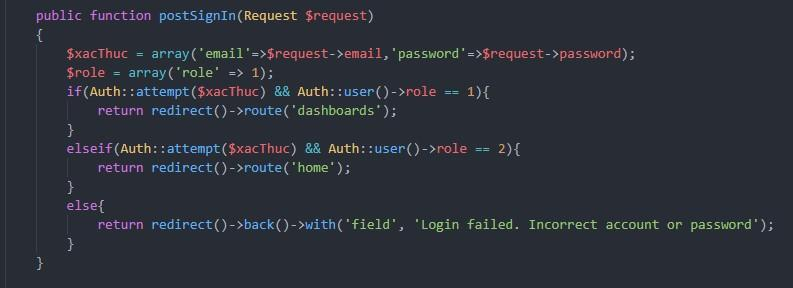 public function postSignIn(Request $request)
{
$xacThuc = array('email'=>$request->email,'password'=>$request->password);
$role = array('role' => 1);
if(Auth::attempt($xacThuc) && Auth::user()->role == 1){
return redirect()->route('dashboards');
}
elseif(Auth::attempt($xacThuc) && Auth::user()->role == 2){
return redirect()->route('home');
}
else{
return redirect()->back()->with('field', 'Login failed. Incorrect account or password');
}
}